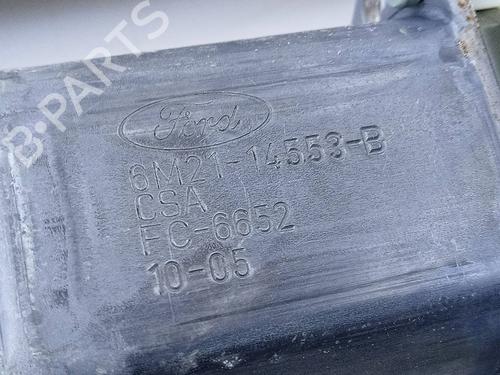 B-PARTS
Ford
6M21-14553-B
CSA
FC-6652
10-05